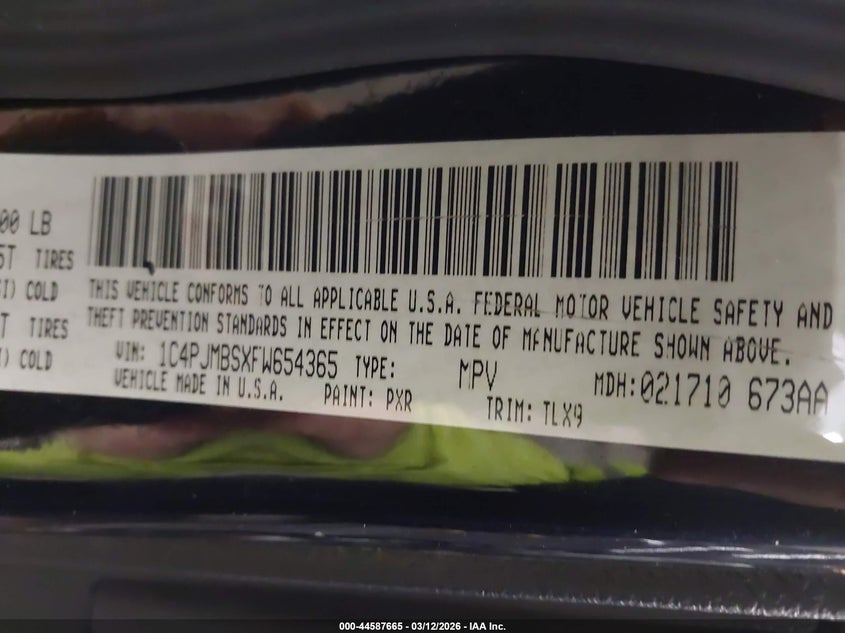 00 LB
5T TIRES
I) COLD
T TIRES
I) COLD
THIS VEHICLE CONFORMS TO ALL APPLICABLE U.S.A. FEDERAL MOTOR VEHICLE SAFETY AND
THEFT PREVENTION STANDARDS IN EFFECT ON THE DATE OF MANUFACTURE SHOWN ABOVE.
VIN: 1C4PJMBSXFW654365 TYPE: MPV MDH:021710 673AA
VEHICLE MADE IN U.S.A. PAINT: PXR TRIM: TLX9
000-44587665 - 03/12/2026 - IAA Inc.